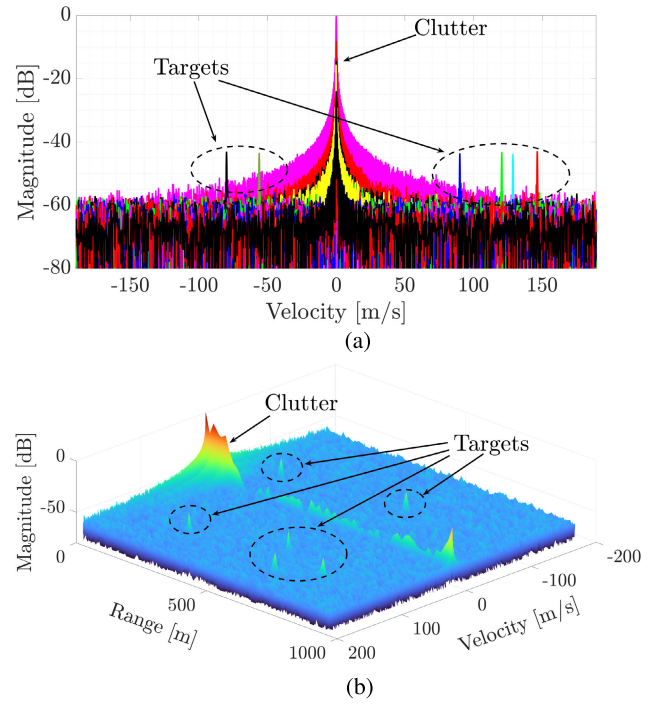 0
-20
-40
-60
-80
Magnitude [dB]
Clutter
Targets
-150 -100 -50 0 50 100 150
Velocity [m/s]
(a)
Clutter
Targets
0
-50
Magnitude [dB]
0
500
1000
Range [m]
200
100
0
-100
-200
Velocity [m/s]
(b)